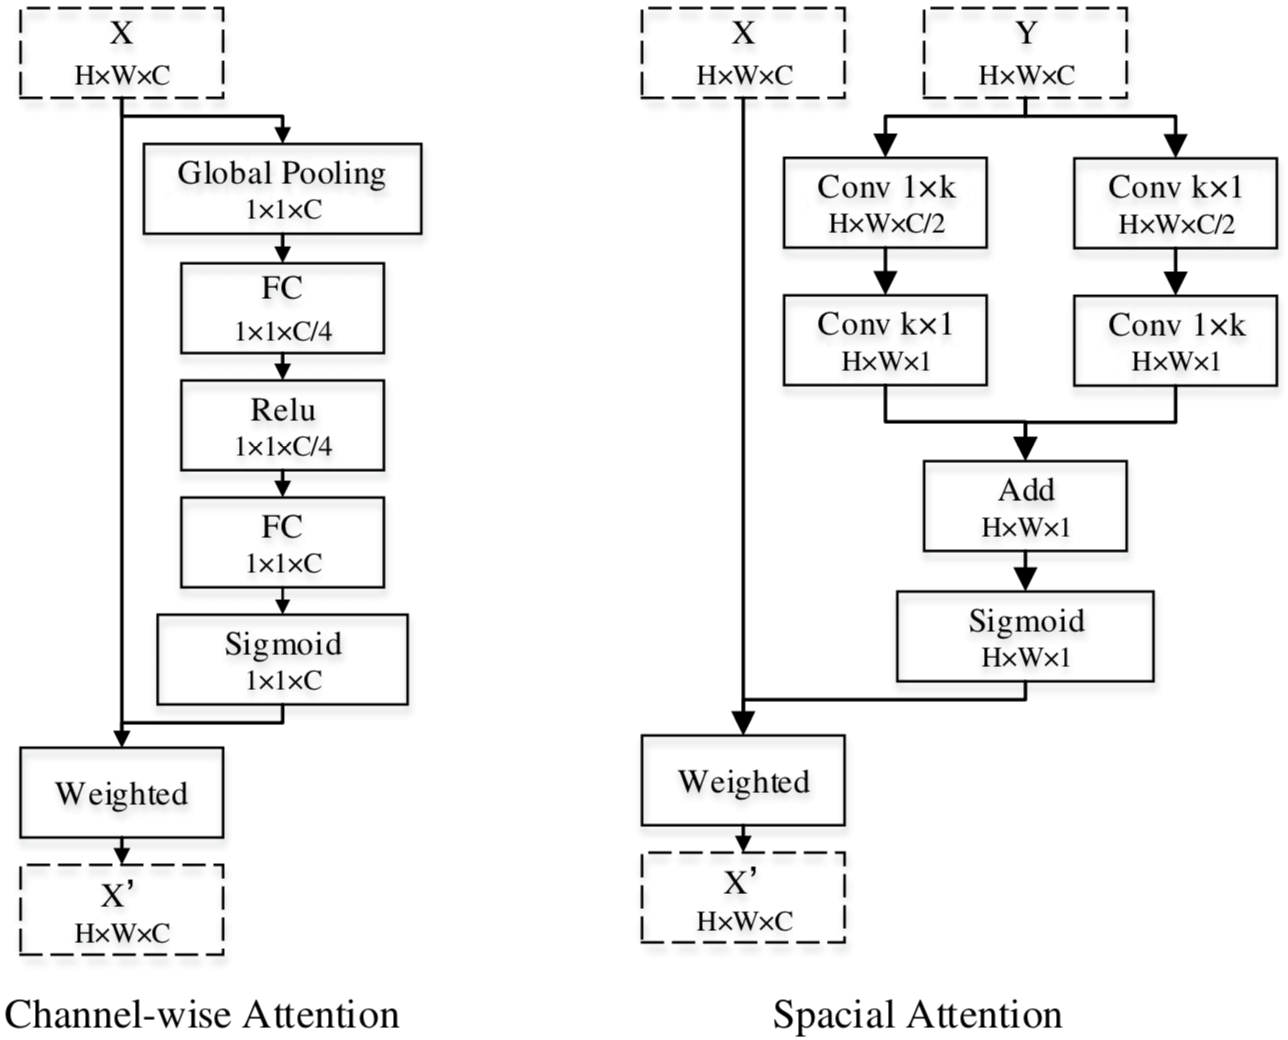 X
H×W×C
Global Pooling
1×1×C
FC
1×1×C/4
Relu
1×1×C/4
FC
1×1×C
Sigmoid
1×1×C
Weighted
X’
H×W×C
Channel-wise Attention
X
H×W×C
Y
H×W×C
Conv 1×k
H×W×C/2
Conv k×1
H×W×C/2
Conv k×1
H×W×1
Conv 1×k
H×W×1
Add
H×W×1
Sigmoid
H×W×1
Weighted
X’
H×W×C
Spacial Attention